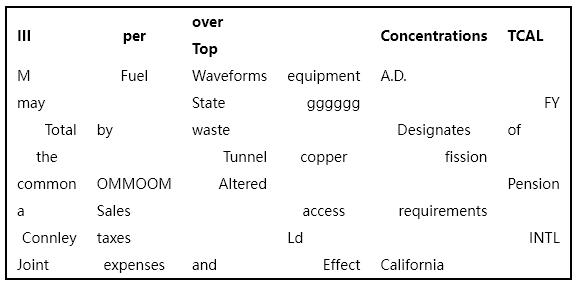 III per over Top Concentrations TCAL
M Fuel Waveforms equipment A.D.
may State gggggg FY
Total by waste Designates of
the Tunnel copper fission
common OMMOOM Altered Pension
a Sales access requirements
Connley taxes Ld INTL
Joint expenses and Effect California